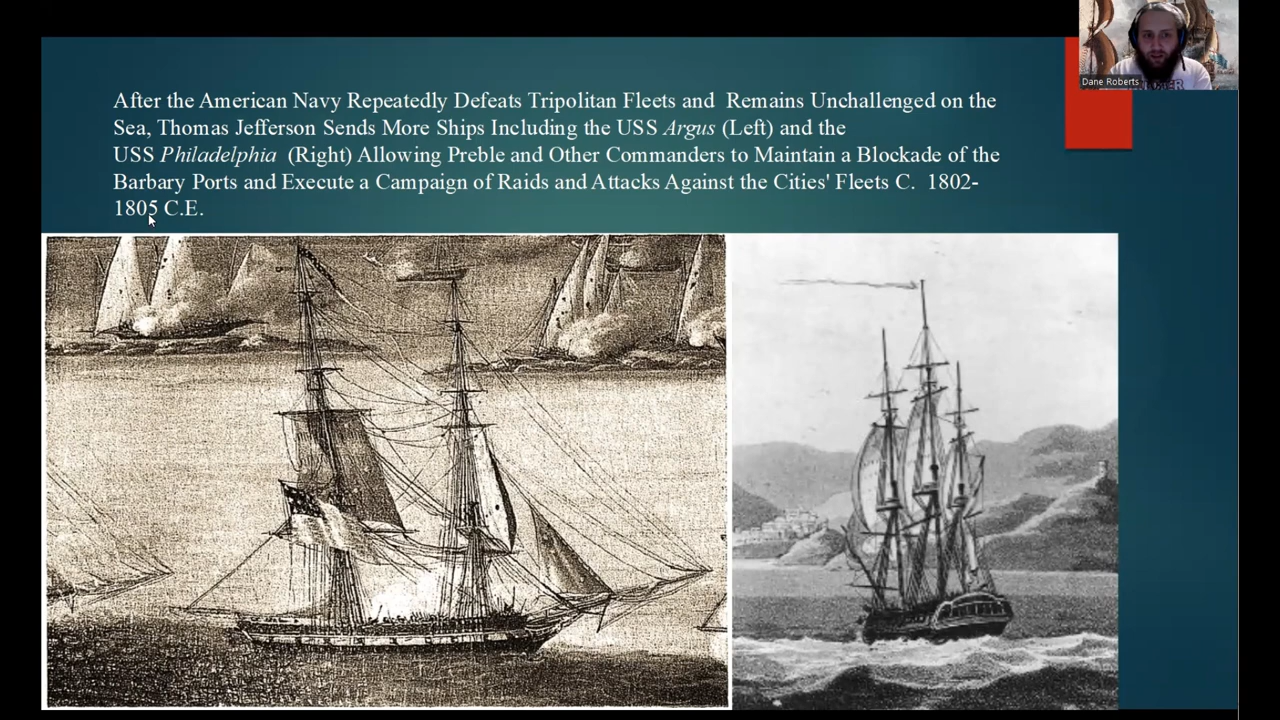 Dane Roberts
After the American Navy Repeatedly Defeats Tripolitan Fleets and Remains Unchallenged on the
Sea, Thomas Jefferson Sends More Ships Including the USS Argus (Left) and the
USS Philadelphia (Right) Allowing Preble and Other Commanders to Maintain a Blockade of the
Barbary Ports and Execute a Campaign of Raids and Attacks Against the Cities' Fleets C. 1802-
1805 C.E.